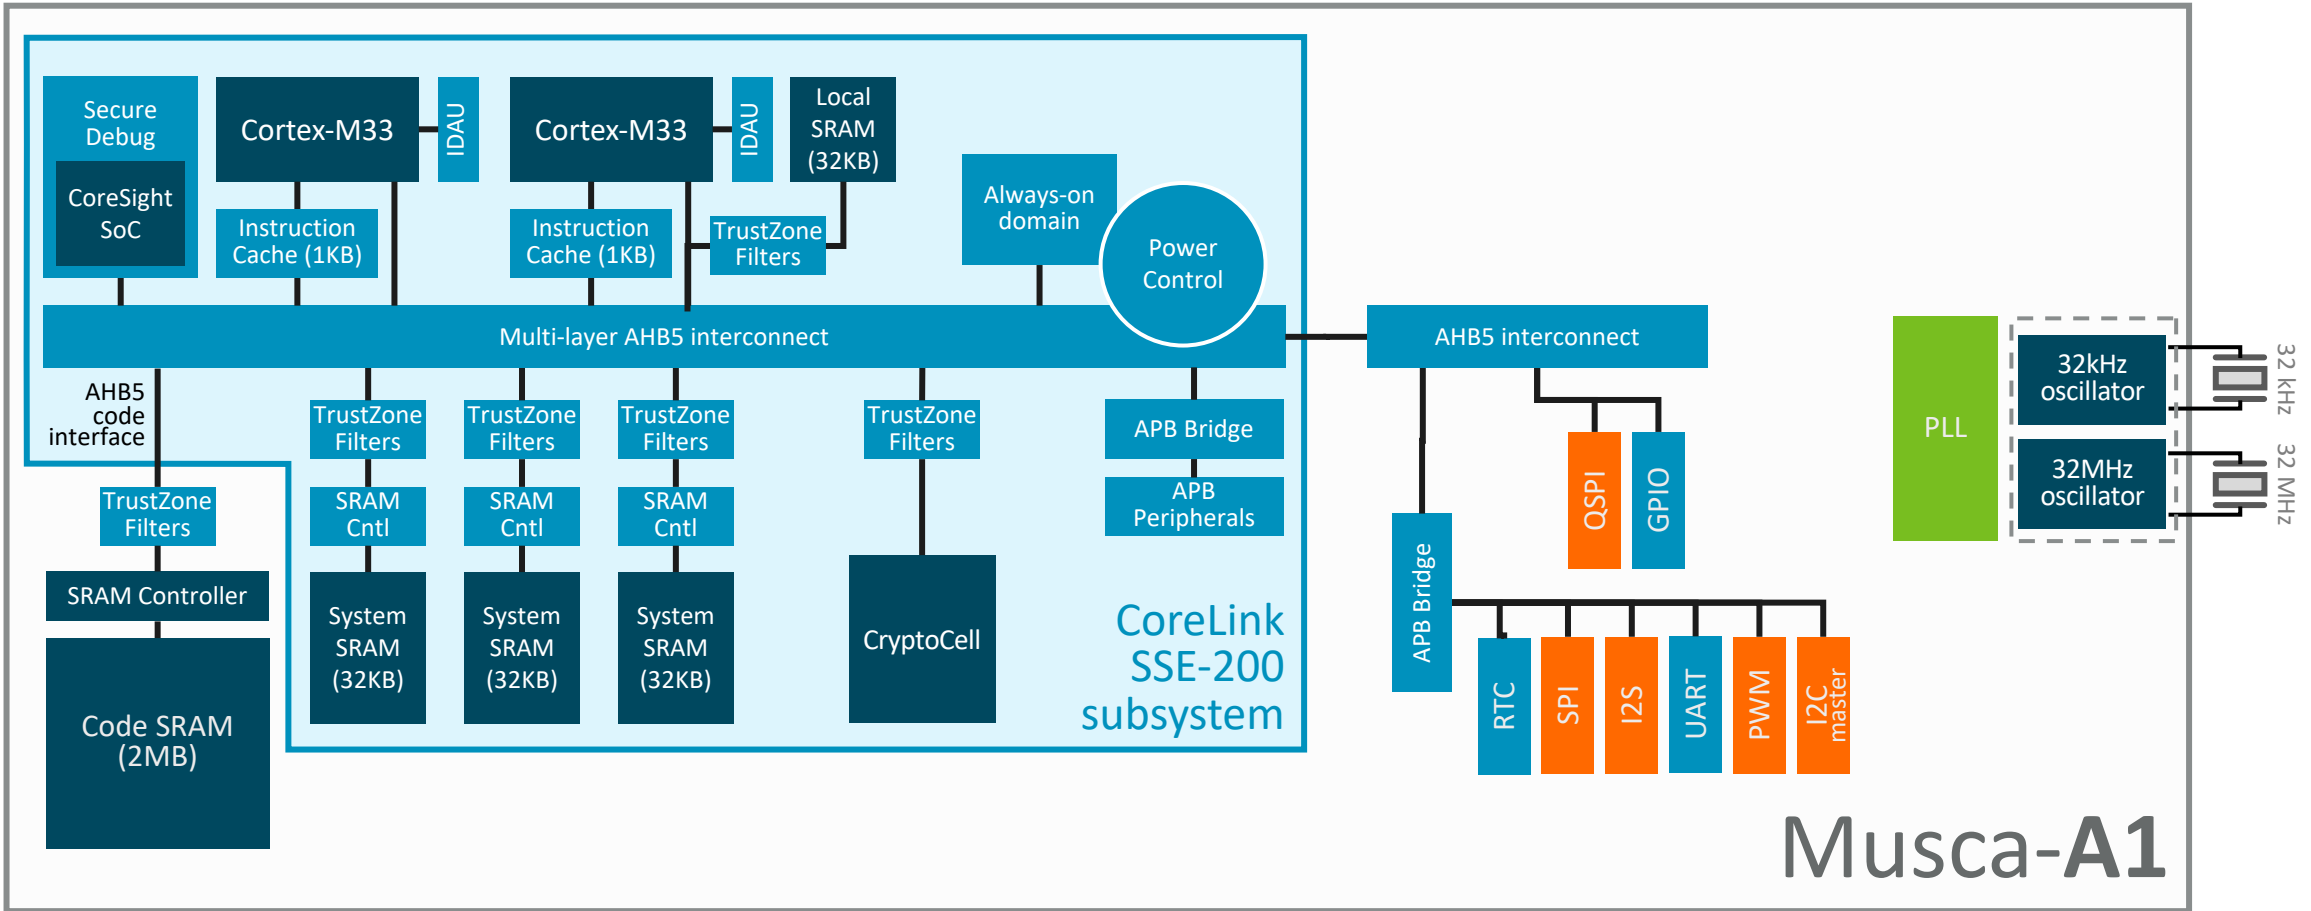 Secure
Debug
CoreSight
SoC
Cortex-M33
IDAU
Cortex-M33
IDAU
Local
SRAM
(32KB)
Instruction
Cache (1KB)
Instruction
Cache (1KB)
TrustZone
Filters
Always-on
domain
Power
Control
Multi-layer AHB5 interconnect
AHB5 interconnect
AHB5
code
interface
TrustZone
Filters
TrustZone
Filters
TrustZone
Filters
TrustZone
Filters
APB Bridge
TrustZone
Filters
SRAM
Cntl
SRAM
Cntl
SRAM
Cntl
APB
Peripherals
SRAM Controller
System
SRAM
(32KB)
System
SRAM
(32KB)
System
SRAM
(32KB)
CryptoCell
Code SRAM
(2MB)
CoreLink
SSE-200
subsystem
QSPI
GPIO
APB Bridge
RTC
SPI
I2S
UART
PWM
I2C
master
PLL
32kHz
oscillator
32MHz
oscillator
32 kHz
32 MHz
Musca-A1